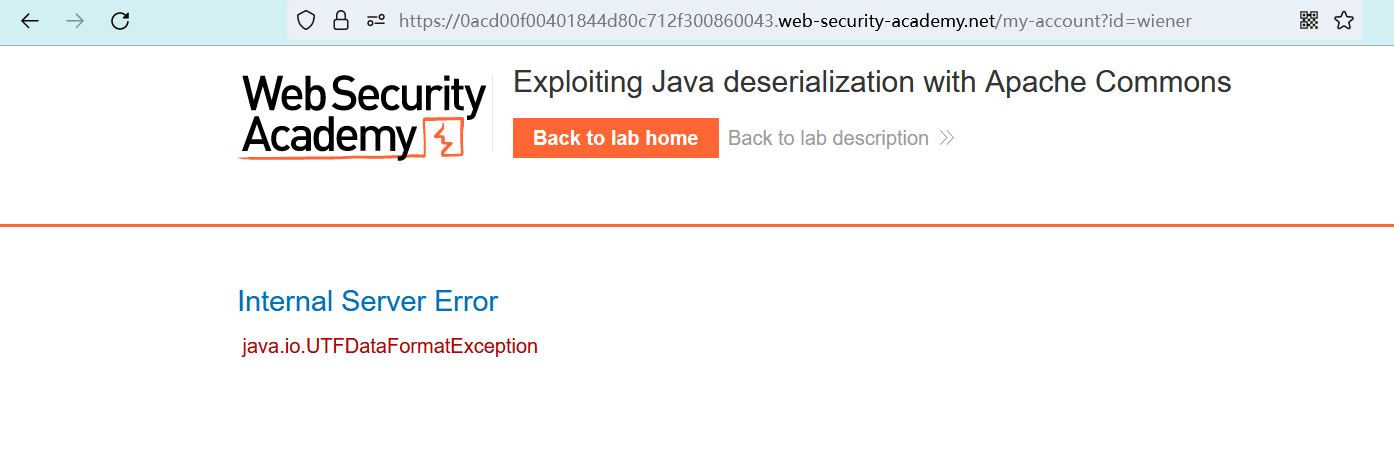 https://0acd00f00401844d80c712f300860043.web-security-academy.net/my-account?id=wiener
Web Security
Academy
Exploiting Java deserialization with Apache Commons
Back to lab home
Back to lab description
Internal Server Error
java.io.UTFDataFormatException